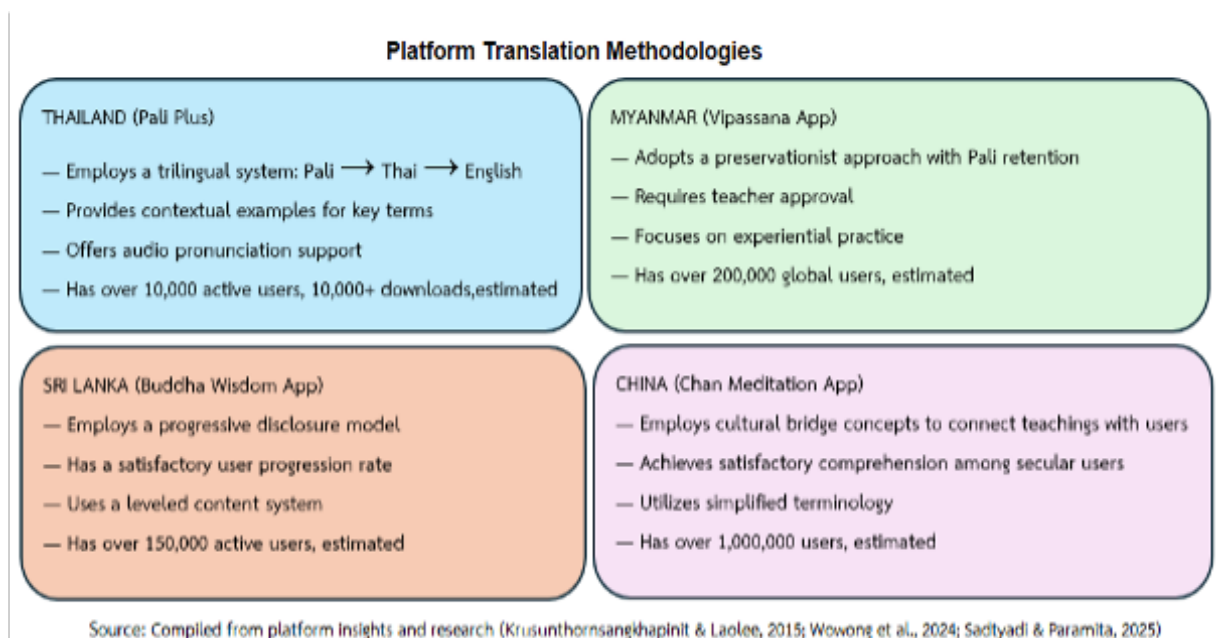 Platform Translation Methodologies
THAILAND (Pali Plus)
— Employs a trilingual system: Pali → Thai → English
— Provides contextual examples for key terms
— Offers audio pronunciation support
— Has over 10,000 active users, 10,000+ downloads,estimated
MYANMAR (Vipassana App)
— Adopts a preservationist approach with Pali retention
— Requires teacher approval
— Focuses on experiential practice
— Has over 200,000 global users, estimated
SRI LANKA (Buddha Wisdom App)
— Employs a progressive disclosure model
— Has a satisfactory user progression rate
— Uses a leveled content system
— Has over 150,000 active users, estimated
CHINA (Chan Meditation App)
— Employs cultural bridge concepts to connect teachings with users
— Achieves satisfactory comprehension among secular users
— Utilizes simplified terminology
— Has over 1,000,000 users, estimated
Source: Compiled from platform insights and research (Krusunthornsangkhapinit & Laolee, 2015; Wowong et al., 2024; Sadityadi & Paramita, 2025)